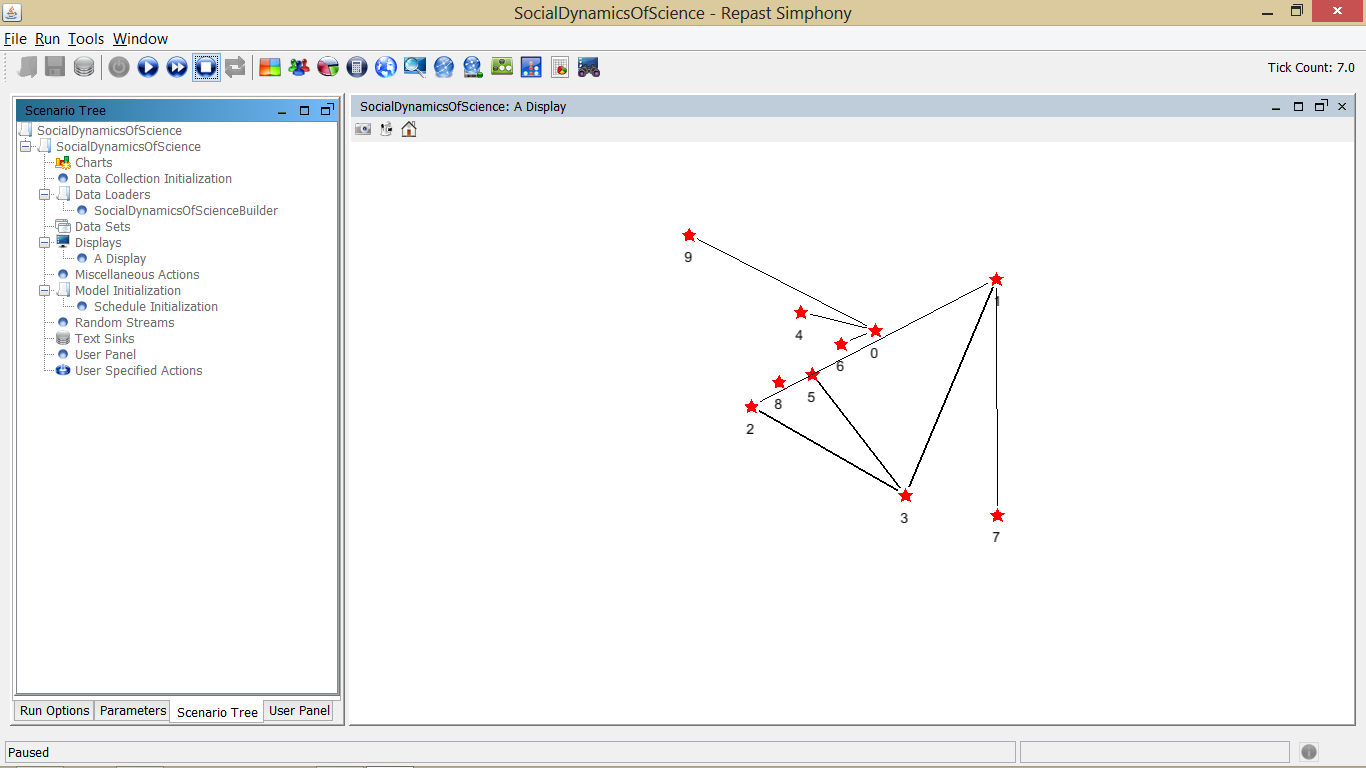 SocialDynamicsOfScience - Repast Simphony
File Run Tools Window
Tick Count: 7.0
Scenario Tree
SocialDynamicsOfScience
SocialDynamicsOfScience
Charts
Data Collection Initialization
Data Loaders
SocialDynamicsOfScienceBuilder
Data Sets
Displays
A Display
Miscellaneous Actions
Model Initialization
Schedule Initialization
Random Streams
Text Sinks
User Panel
User Specified Actions
Run Options Parameters Scenario Tree User Panel
SocialDynamicsOfScience: A Display
9
1
4
0
6
5
8
2
3
7
Paused